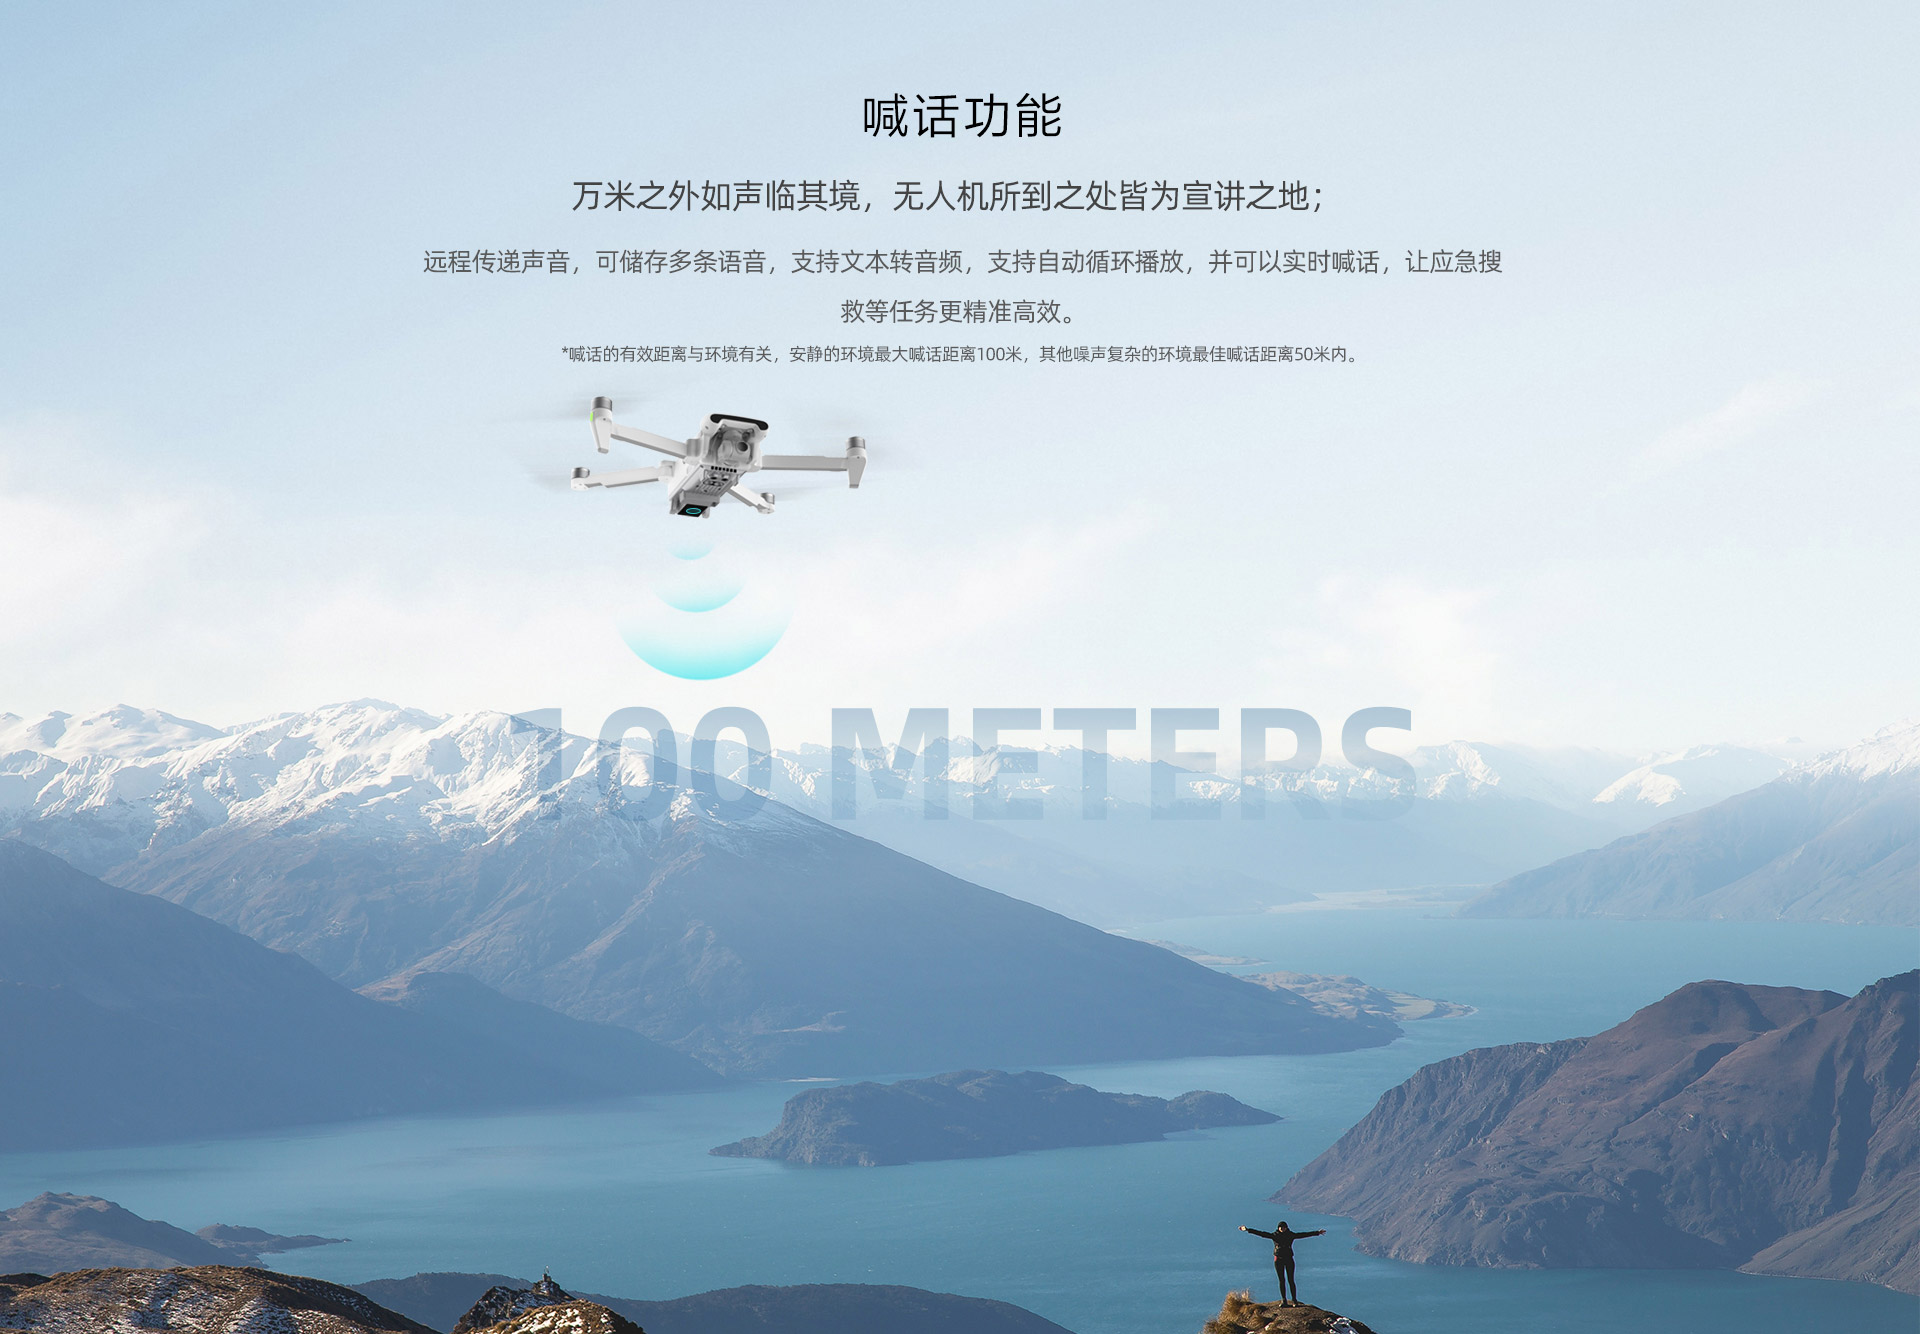 喊话功能
万米之外如声临其境，无人机所到之处皆为宣讲之地；
远程传递声音，可储存多条语音，支持文本转音频，支持自动循环播放，并可以实时喊话，让应急搜
救等任务更精准高效。
*喊话的有效距离与环境有关，安静的环境最大喊话距离100米，其他噪声复杂的环境最佳喊话距离50米内。
100 METERS